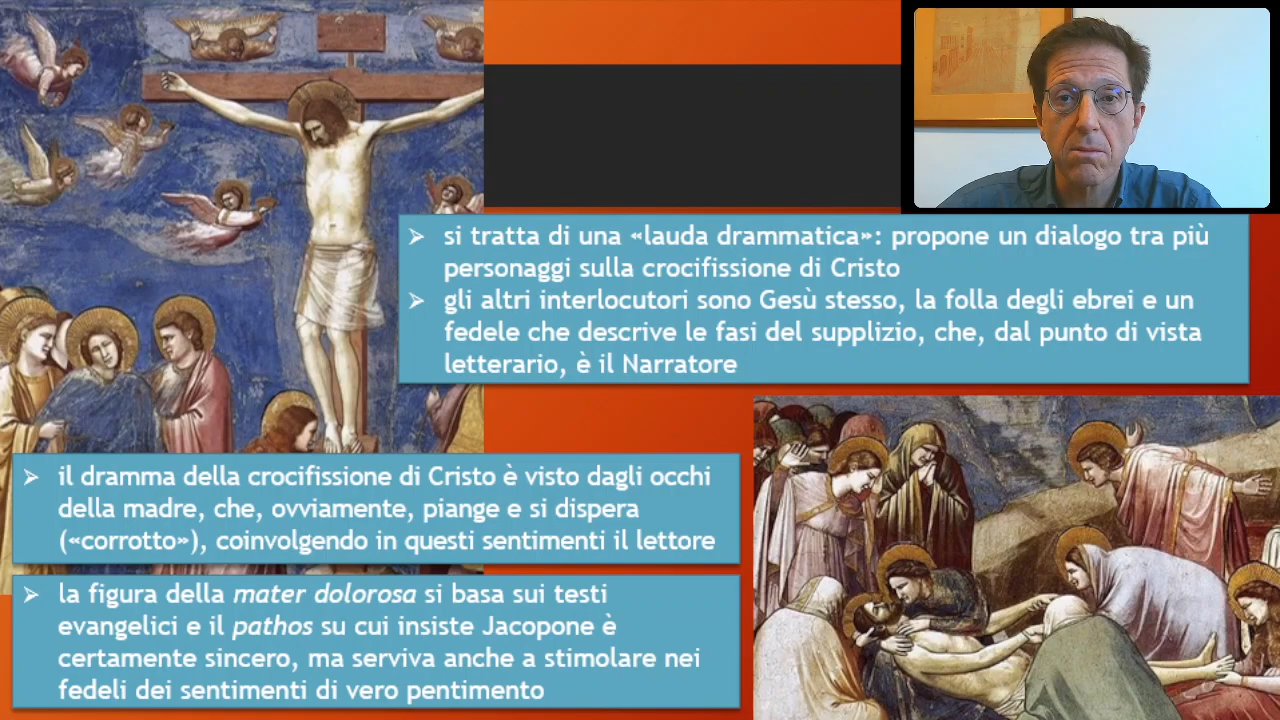 ➢ si tratta di una «lauda drammatica»: propone un dialogo tra più
personaggi sulla crocifissione di Cristo
➢ gli altri interlocutori sono Gesù stesso, la folla degli ebrei e un
fedele che descrive le fasi del supplizio, che, dal punto di vista
letterario, è il Narratore
➢ il dramma della crocifissione di Cristo è visto dagli occhi
della madre, che, ovviamente, piange e si dispera
(«corrotto»), coinvolgendo in questi sentimenti il lettore
➢ la figura della mater dolorosa si basa sui testi
evangelici e il pathos su cui insiste Jacopone è
certamente sincero, ma serviva anche a stimolare nei
fedeli dei sentimenti di vero pentimento